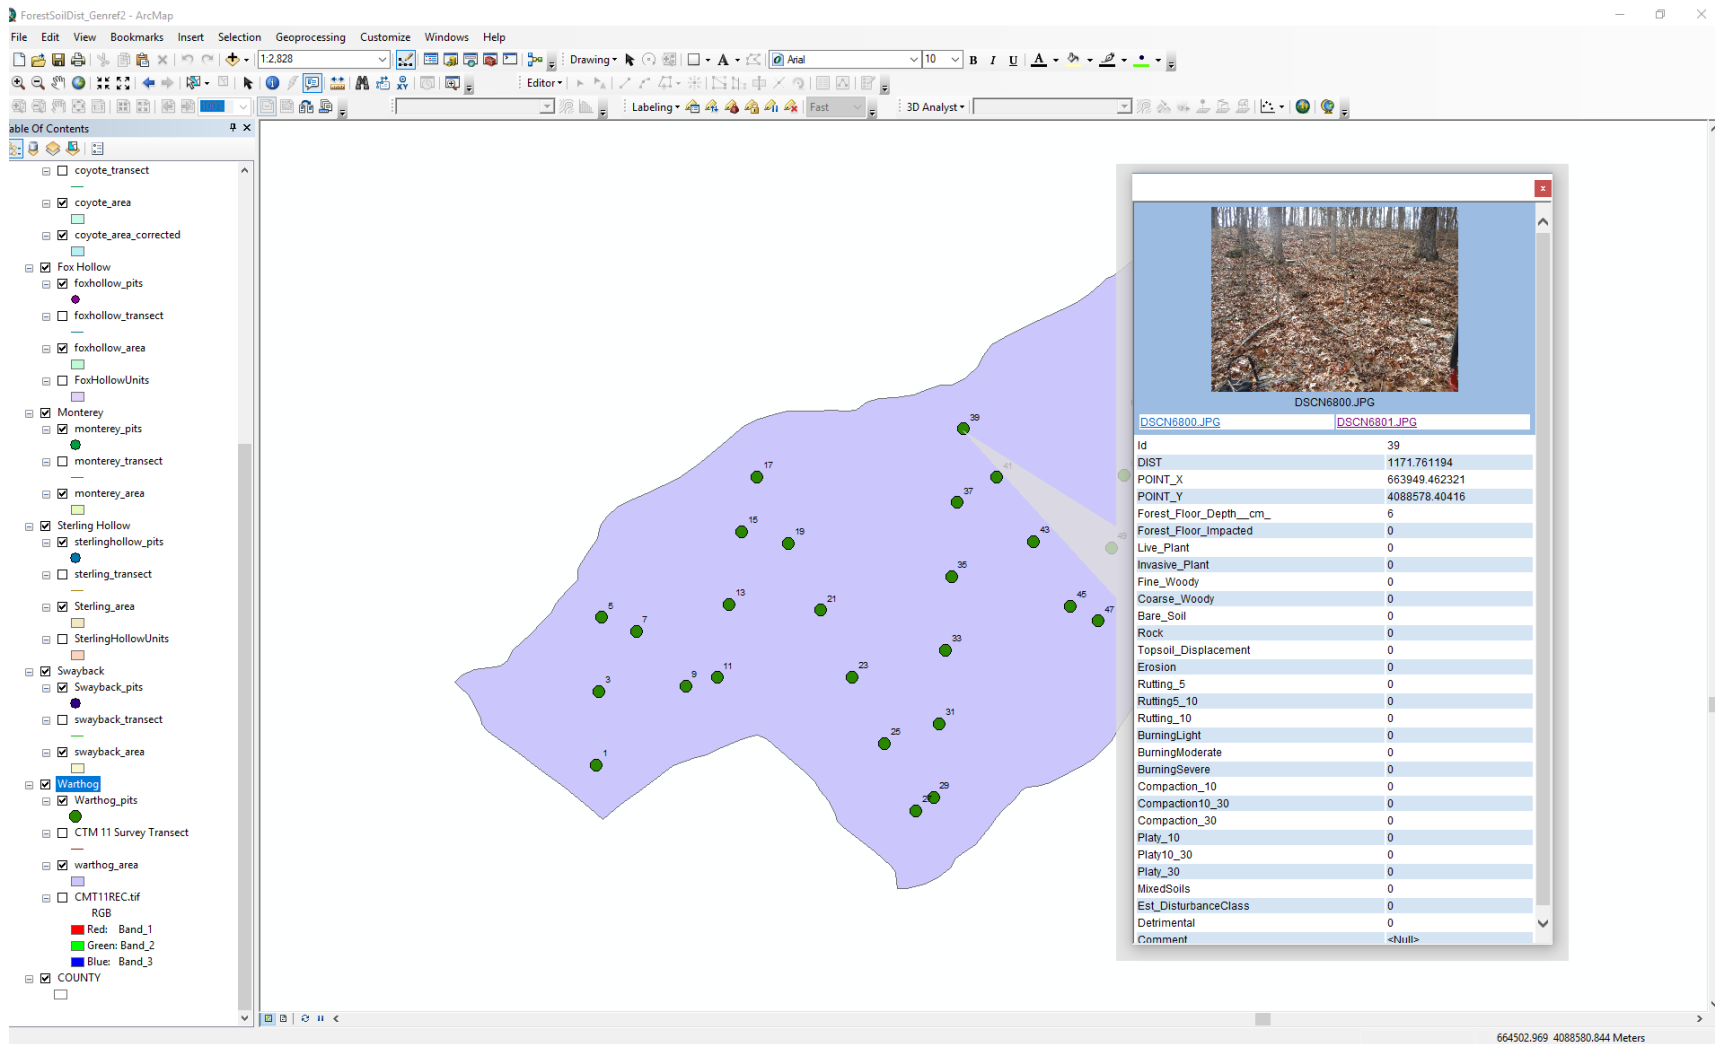 ForestSoilDist_Genref2 - ArcMap
File Edit View Bookmarks Insert Selection Geoprocessing Customize Windows Help
1:2,828 Drawing A Arial 10 B I U A
Editor
Labeling Fast 3D Analyst
able Of Contents
coyote_transect
coyote_area
coyote_area_corrected
Fox Hollow
foxhollow_pits
foxhollow_transect
foxhollow_area
FoxHollowUnits
Monterey
monterey_pits
monterey_transect
monterey_area
Sterling Hollow
sterlinghollow_pits
sterling_transect
Sterling_area
SterlingHollowUnits
Swayback
Swayback_pits
swayback_transect
swayback_area
Warthog
Warthog_pits
CTM 11 Survey Transect
warthog_area
CMT11REC.tif
RGB
Red: Band_1
Green: Band_2
Blue: Band_3
COUNTY
39
41
17
37
15
19
43
49
35
13
21
45
47
5
7
33
11
23
9
3
31
25
1
29
27
DSCN6800.JPG
DSCN6800.JPG DSCN6801.JPG
Id 39
DIST 1171.761194
POINT_X 663949.462321
POINT_Y 4088578.40416
Forest_Floor_Depth__cm_ 6
Forest_Floor_Impacted 0
Live_Plant 0
Invasive_Plant 0
Fine_Woody 0
Coarse_Woody 0
Bare_Soil 0
Rock 0
Topsoil_Displacement 0
Erosion 0
Rutting_5 0
Rutting5_10 0
Rutting_10 0
BurningLight 0
BurningModerate 0
BurningSevere 0
Compaction_10 0
Compaction10_30 0
Compaction_30 0
Platy_10 0
Platy10_30 0
Platy_30 0
MixedSoils 0
Est_DisturbanceClass 0
Detrimental 0
Comment <Null>
664502.969 4088580.844 Meters